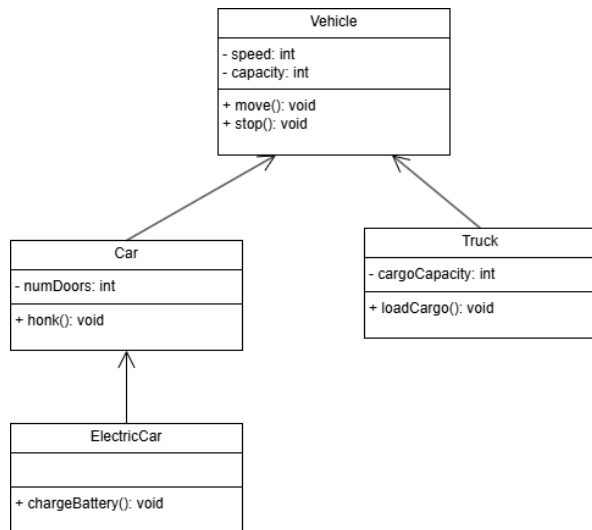 Vehicle
- speed: int
- capacity: int
+ move(): void
+ stop(): void
Car
- numDoors: int
+ honk(): void
Truck
- cargoCapacity: int
+ loadCargo(): void
ElectricCar
+ chargeBattery(): void